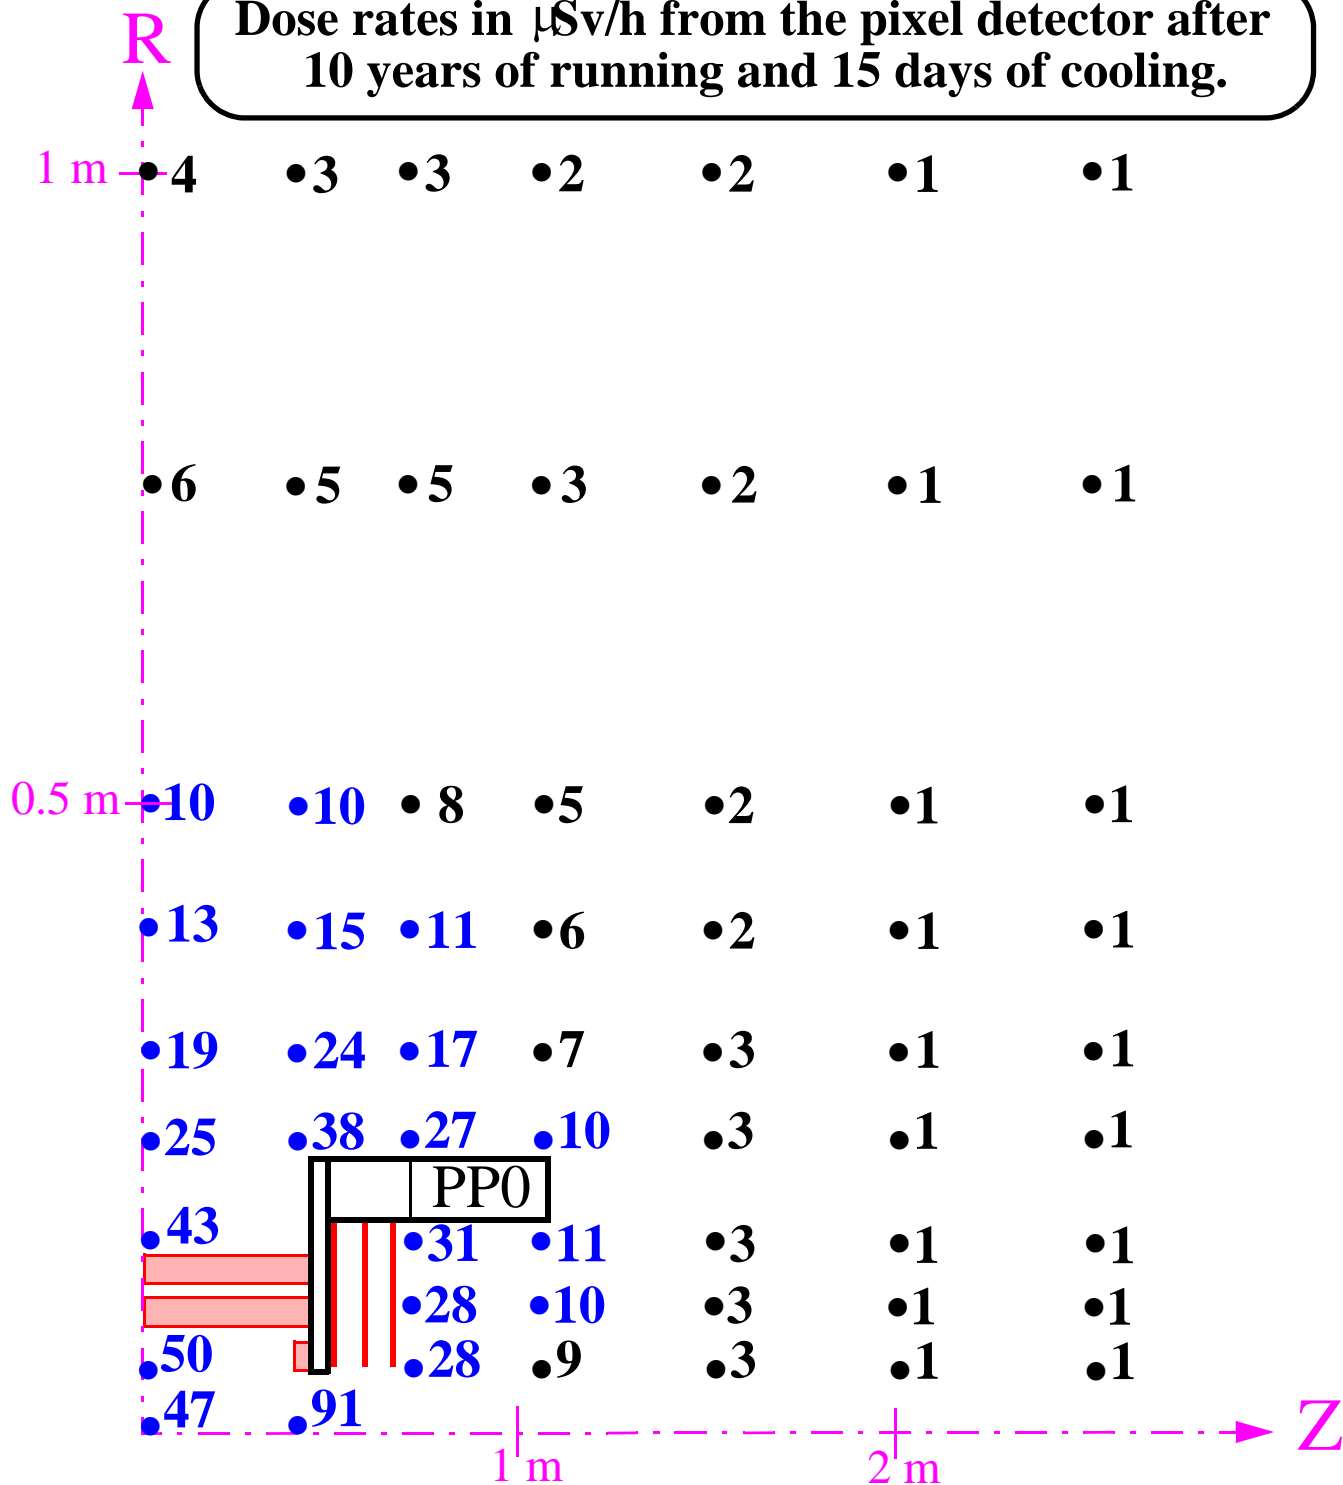 Dose rates in μSv/h from the pixel detector after
10 years of running and 15 days of cooling.
R
1 m 4 3 3 2 2 1 1
6 5 5 3 2 1 1
0.5 m 10 10 8 5 2 1 1
13 15 11 6 2 1 1
19 24 17 7 3 1 1
25 38 27 10 3 1 1
PP0
43 31 11 3 1 1
28 10 3 1 1
50 28 9 3 1 1
47 91
Z
1 m 2 m